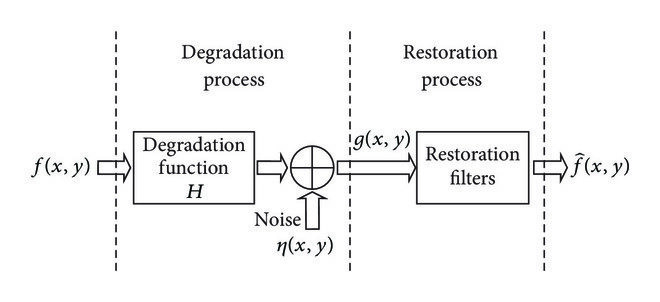 Degradation
process
Restoration
process
f(x, y)
Degradation
function
H
Noise
η(x, y)
g(x, y)
Restoration
filters
f̂(x, y)